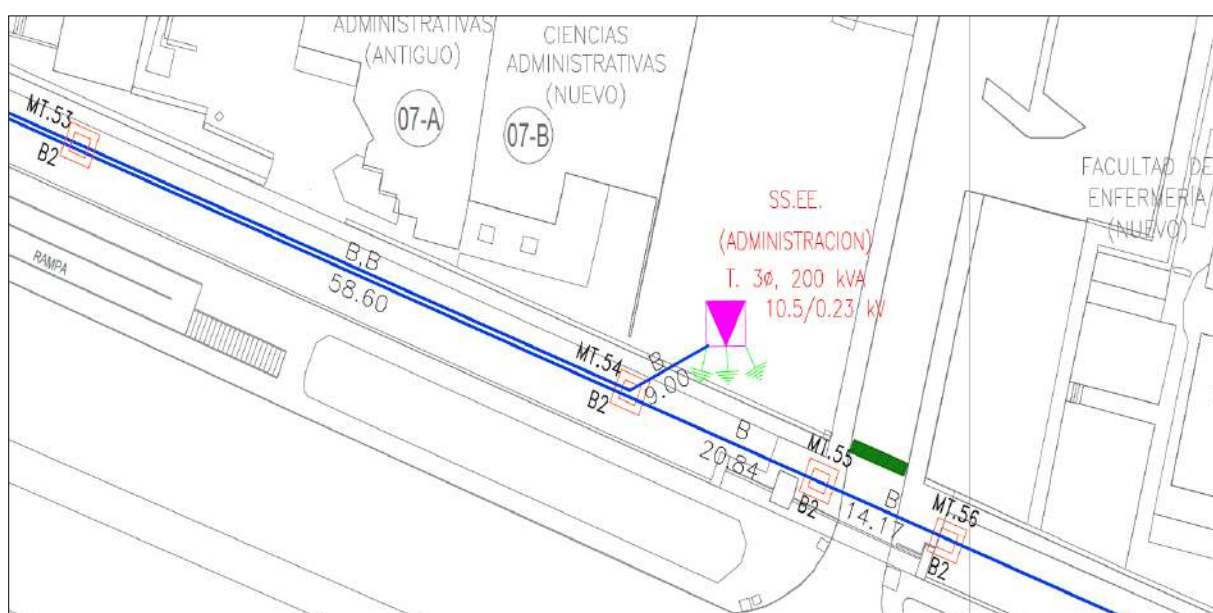 ADMINISTRATIVAS
(ANTIGUO)
07-A
CIENCIAS
ADMINISTRATIVAS
(NUEVO)
07-B
MT.53
B2
B,B
58.60
RAMPA
SS.EE.
(ADMINISTRACION)
T. 3ø, 200 kVA
10.5/0.23 kV
FACULTAD DE
ENFERMERÍA
(NUEVO)
MT.54
B2
B
9.00
B
20.84
MT.55
B2
B
14.17
MT.56
B2